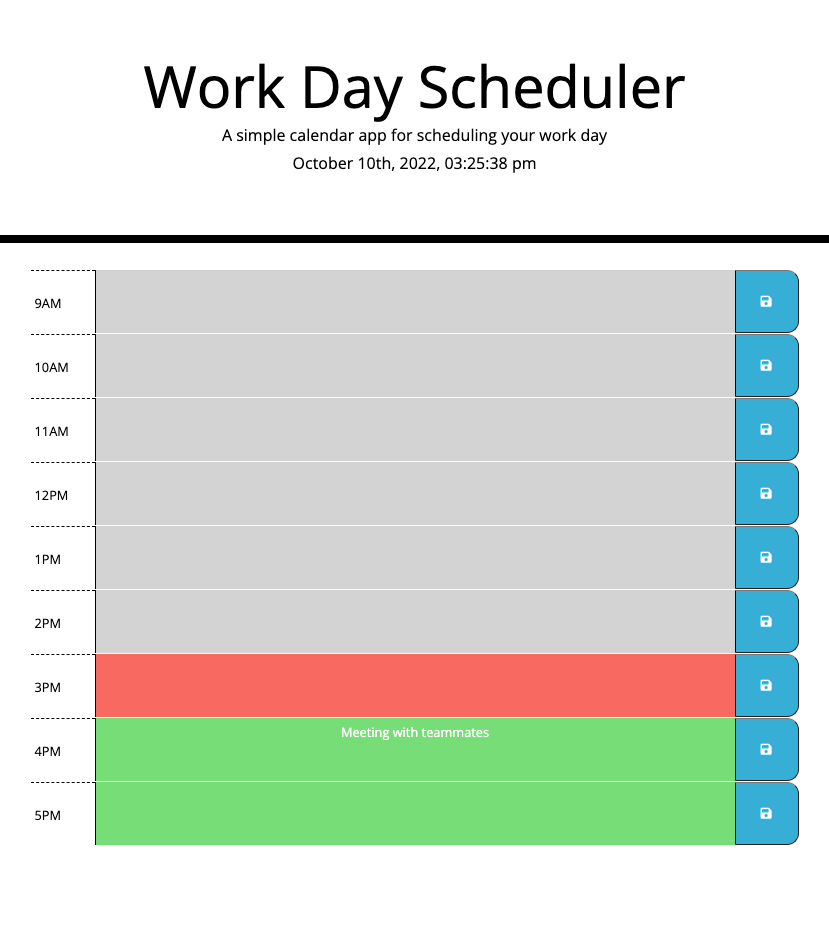 Work Day Scheduler
A simple calendar app for scheduling your work day
October 10th, 2022, 03:25:38 pm
9AM
10AM
11AM
12PM
1PM
2PM
3PM
4PM Meeting with teammates
5PM